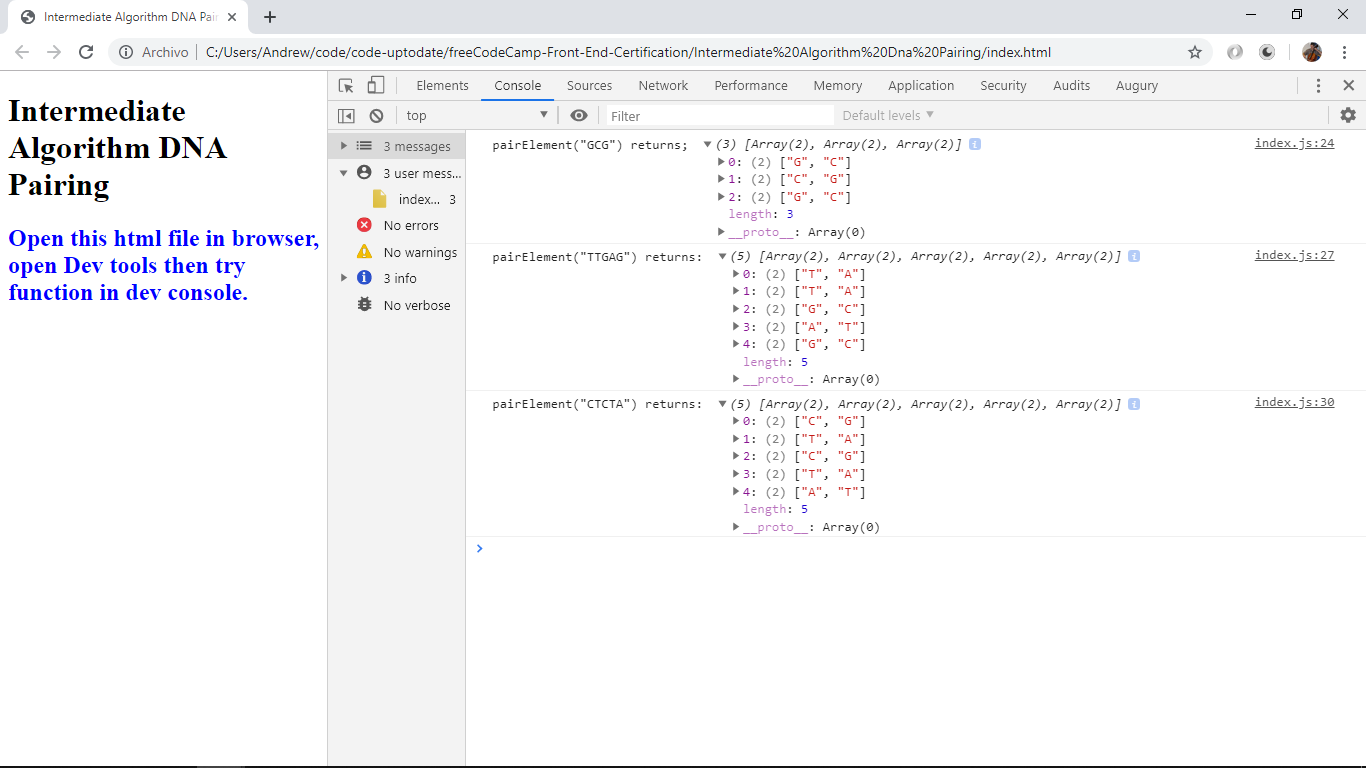 Intermediate Algorithm DNA Pai
Archivo C:/Users/Andrew/code/code-uptodate/freeCodeCamp-Front-End-Certification/Intermediate%20Algorithm%20Dna%20Pairing/index.html
Intermediate
Algorithm DNA
Pairing
Open this html file in browser,
open Dev tools then try
function in dev console.
Elements Console Sources Network Performance Memory Application Security Audits Augury
top Filter Default levels
3 messages
3 user mess...
index... 3
No errors
No warnings
3 info
No verbose
pairElement("GCG") returns; (3) [Array(2), Array(2), Array(2)] i index.js:24
0: (2) ["G", "C"]
1: (2) ["C", "G"]
2: (2) ["G", "C"]
length: 3
__proto__: Array(0)
pairElement("TTGAG") returns: (5) [Array(2), Array(2), Array(2), Array(2), Array(2)] i index.js:27
0: (2) ["T", "A"]
1: (2) ["T", "A"]
2: (2) ["G", "C"]
3: (2) ["A", "T"]
4: (2) ["G", "C"]
length: 5
__proto__: Array(0)
pairElement("CTCTA") returns: (5) [Array(2), Array(2), Array(2), Array(2), Array(2)] i index.js:30
0: (2) ["C", "G"]
1: (2) ["T", "A"]
2: (2) ["C", "G"]
3: (2) ["T", "A"]
4: (2) ["A", "T"]
length: 5
__proto__: Array(0)